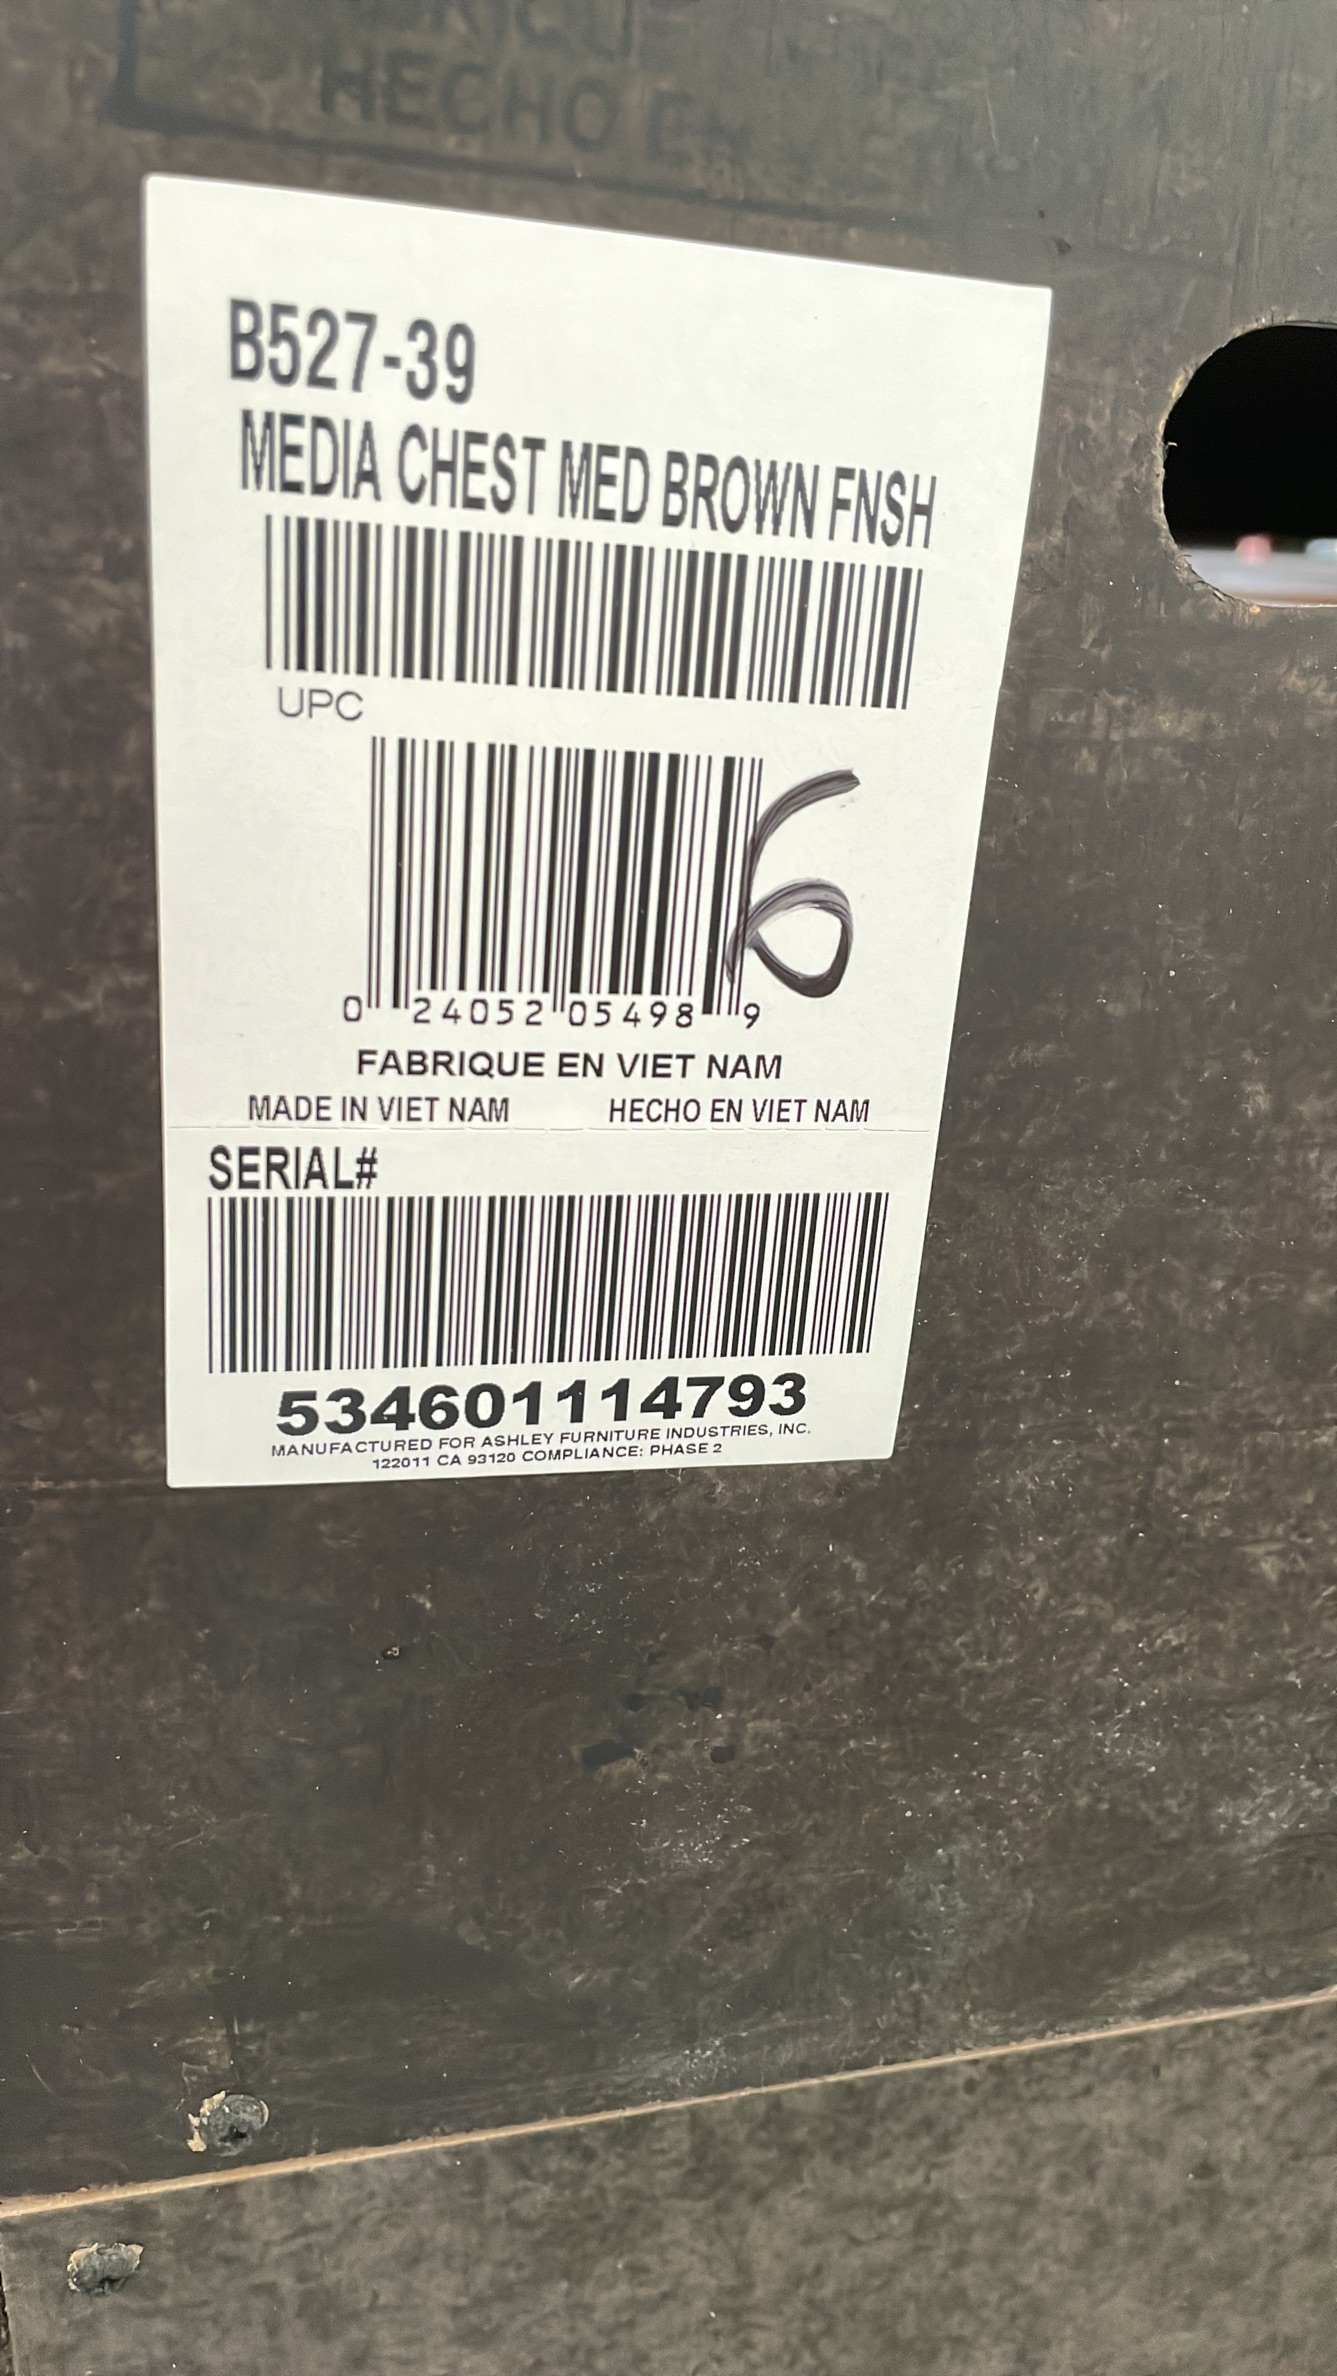 HECHO
B527-39
MEDIA CHEST MED BROWN FNSH
UPC
6
0 24052 05498 9
FABRIQUE EN VIET NAM
MADE IN VIET NAM HECHO EN VIET NAM
SERIAL#
534601114793
MANUFACTURED FOR ASHLEY FURNITURE INDUSTRIES, INC.
122011 CA 93120 COMPLIANCE: PHASE 2